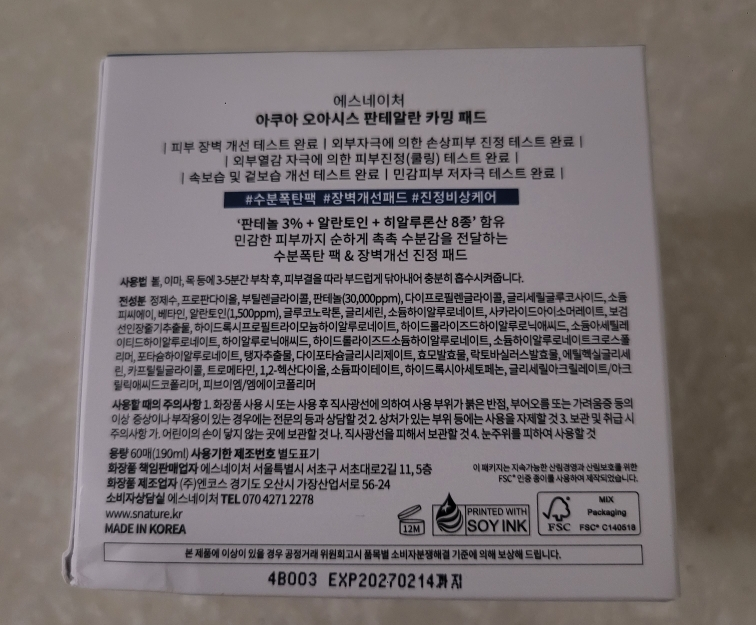 에스네이처
아쿠아 오아시스 판테알란 카밍 패드
| 피부 장벽 개선 테스트 완료 | 외부자극에 의한 손상피부 진정 테스트 완료 |
| 외부열감 자극에 의한 피부진정(쿨링) 테스트 완료 |
| 속보습 및 겉보습 개선 테스트 완료 | 민감피부 저자극 테스트 완료 |
#수분폭탄팩 #장벽개선패드 #진정비상케어
'판테놀 3% + 알란토인 + 히알루론산 8종' 함유
민감한 피부까지 순하게 촉촉 수분감을 전달하는
수분폭탄 팩 & 장벽개선 진정 패드
사용법 볼, 이마, 목 등에 3-5분간 부착 후, 피부결을 따라 부드럽게 닦아내어 충분히 흡수시켜줍니다.
전성분 정제수, 프로판다이올, 부틸렌글라이콜, 판테놀(30,000ppm), 다이프로필렌글라이콜, 글리세릴글루코사이드, 소듐
피씨에이, 베타인, 알란토인(1,500ppm), 글루코노락톤, 글리세린, 소듐하이알루로네이트, 사카라이드아이소머레이트, 보검
선인장줄기추출물, 하이드록시프로필트라이모늄하이알루로네이트, 하이드롤라이즈드하이알루로닉애씨드, 소듐아세틸레
이티드하이알루로네이트, 하이알루로닉애씨드, 하이드롤라이즈드소듐하이알루로네이트, 소듐하이알루로네이트크로스폴
리머, 포타슘하이알루로네이트, 탱자추출물, 다이포타슘글리시리제이트, 효모발효물, 락토바실러스발효물, 에틸헥실글리세
린, 카프릴릴글라이콜, 트로메타민, 1,2-헥산다이올, 소듐파이테이트, 하이드록시아세토페논, 글리세릴아크릴레이트/아크
릴릭애씨드코폴리머, 피브이엠/엠에이코폴리머
사용할 때의 주의사항 1. 화장품 사용 시 또는 사용 후 직사광선에 의하여 사용 부위가 붉은 반점, 부어오름 또는 가려움증 등의
이상 증상이나 부작용이 있는 경우에는 전문의 등과 상담할 것 2. 상처가 있는 부위 등에는 사용을 자제할 것 3. 보관 및 취급 시
주의사항 가. 어린이의 손이 닿지 않는 곳에 보관할 것 나. 직사광선을 피해서 보관할 것 4. 눈주위를 피하여 사용할 것
용량 60매(190ml) 사용기한 제조번호 별도표기
화장품 책임판매업자 에스네이처 서울특별시 서초구 서초대로2길 11, 5층
화장품 제조업자 (주)엔코스 경기도 오산시 가장산업서로 56-24
소비자상담실 에스네이처 TEL 070 4271 2278
www.snature.kr
MADE IN KOREA
이 패키지는 지속가능한 산림경영과 산림보호를 위한
FSC® 인증 종이를 사용하여 제작되었습니다.
12M
PRINTED WITH
SOY INK
FSC
MIX
Packaging
FSC® C140518
본 제품에 이상이 있을 경우 공정거래 위원회고시 품목별 소비자분쟁해결 기준에 의해 보상해 드립니다.
4B003 EXP20270214까지